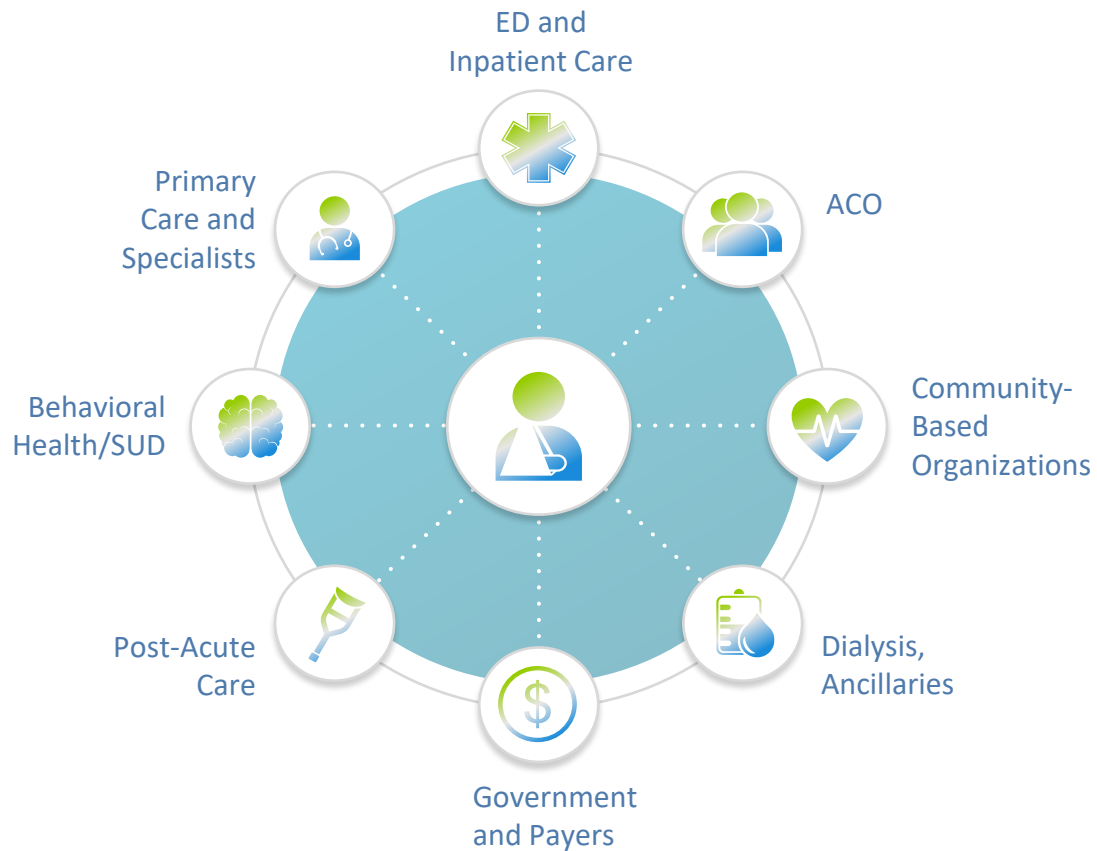 ED and
Inpatient Care
ACO
Community-
Based
Organizations
Dialysis,
Ancillaries
$
Government
and Payers
Post-Acute
Care
Behavioral
Health/SUD
Primary
Care and
Specialists